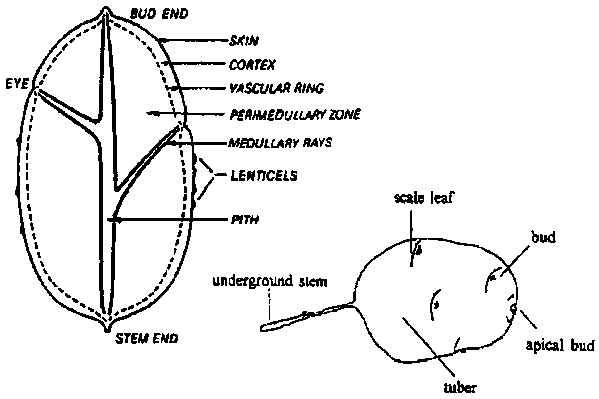 BUD END
SKIN
CORTEX
EYE
VASCULAR RING
PERIMEDULLARY ZONE
MEDULLARY RAYS
LENTICELS
PITH
STEM END
scale leaf
bud
underground stem
apical bud
tuber